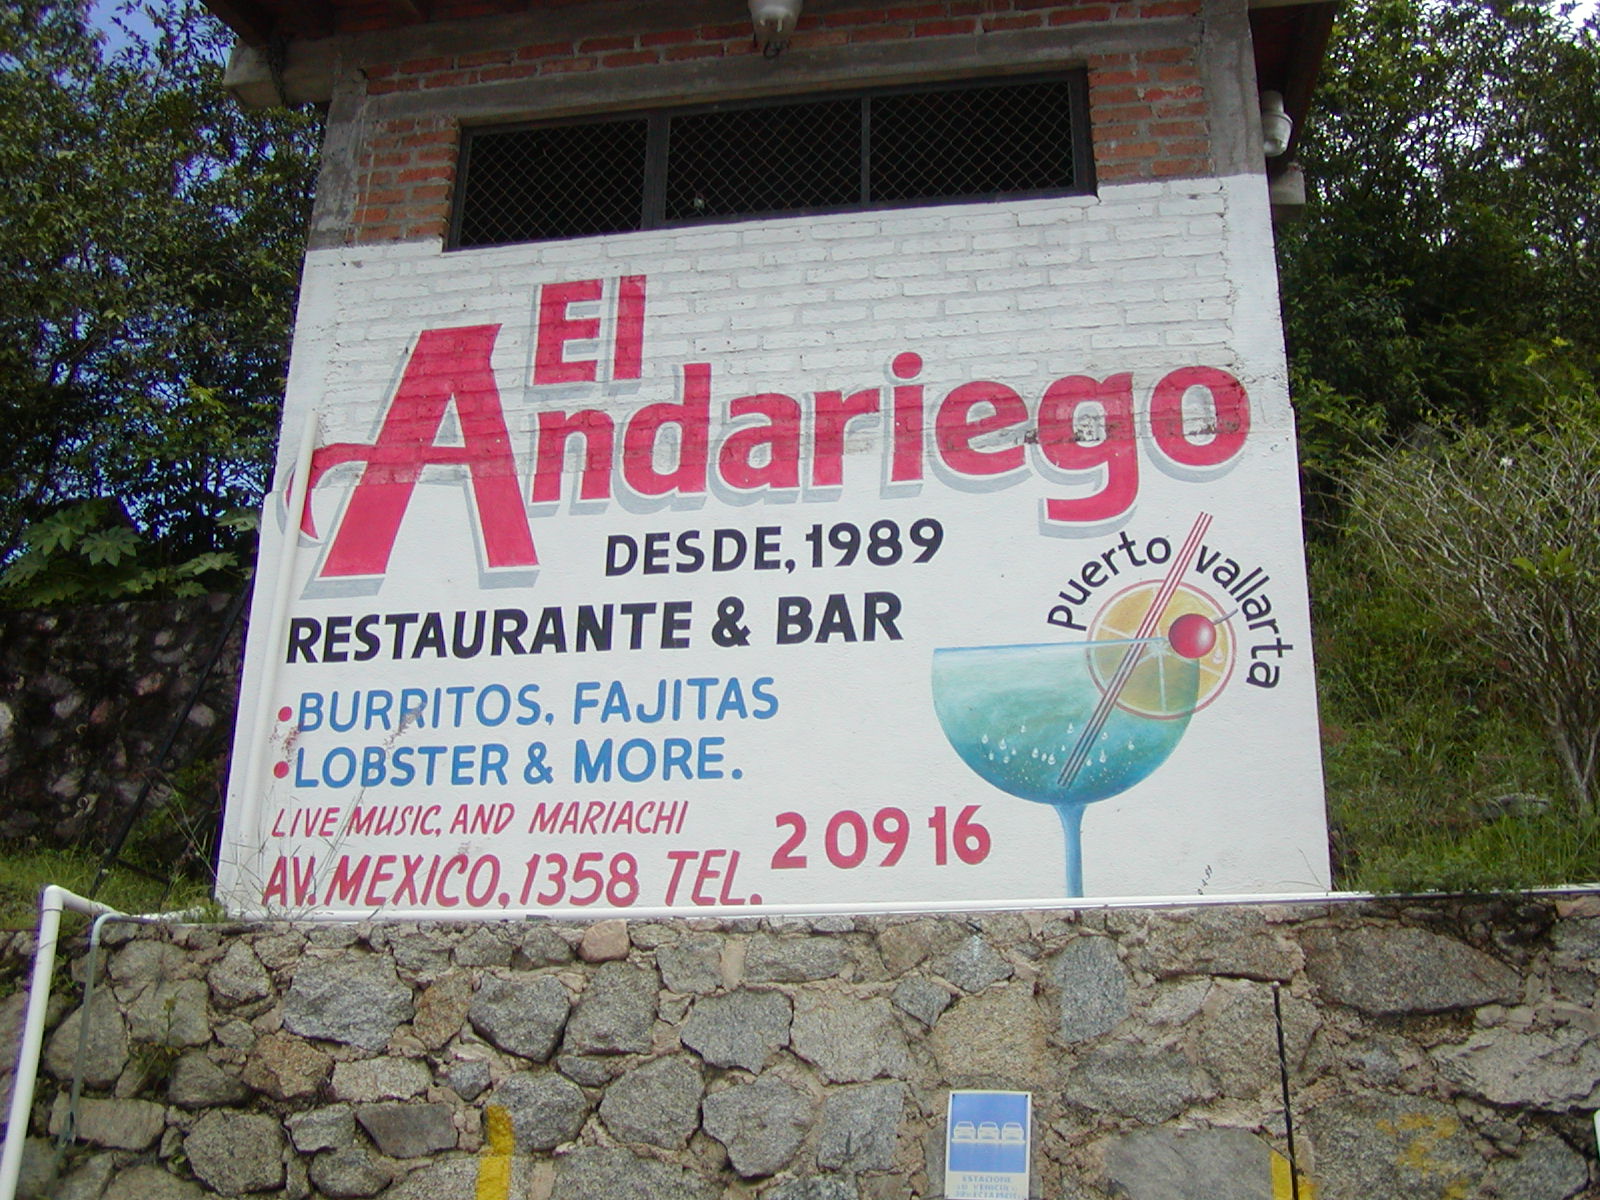 El
Andariego
DESDE, 1989
Puerto vallarta
RESTAURANTE & BAR
•BURRITOS, FAJITAS
•LOBSTER & MORE.
LIVE MUSIC, AND MARIACHI
AV. MEXICO, 1358 TEL. 2 09 16
ESTACIONE